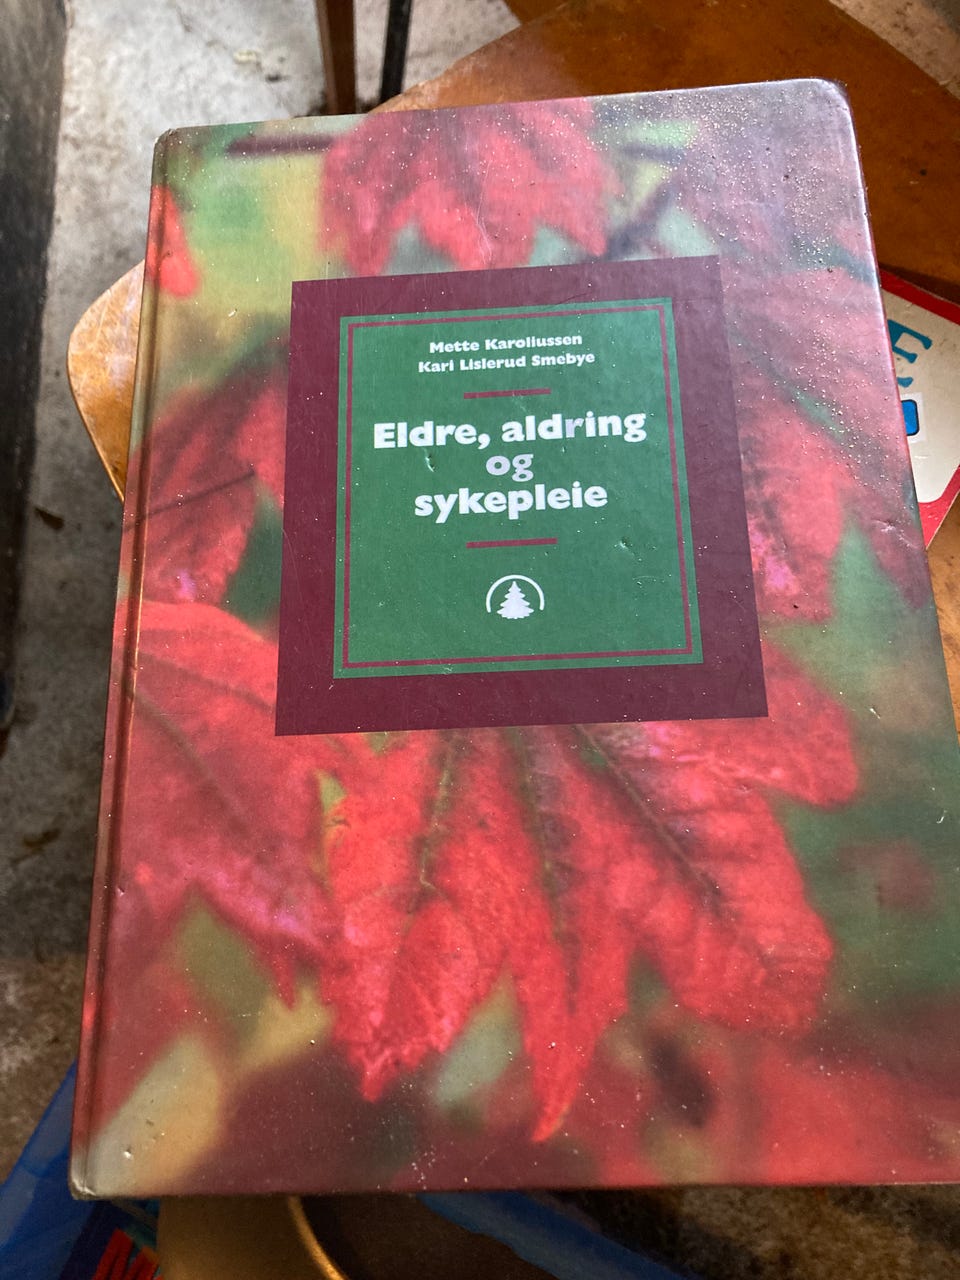 Mette Karoliussen
Kari Lislerud Smebye
Eldre, aldring
og
sykepleie